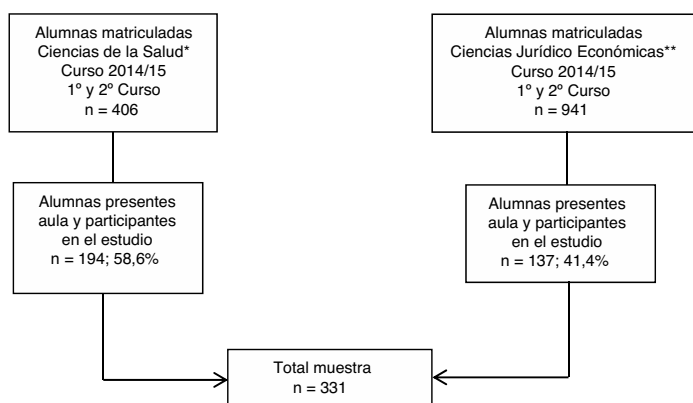 Alumnas matriculadas
Ciencias de la Salud*
Curso 2014/15
1º y 2º Curso
n = 406
Alumnas matriculadas
Ciencias Jurídico Económicas**
Curso 2014/15
1º y 2º Curso
n = 941
Alumnas presentes
aula y participantes
en el estudio
n = 194; 58,6%
Alumnas presentes
aula y participantes
en el estudio
n = 137; 41,4%
Total muestra
n = 331